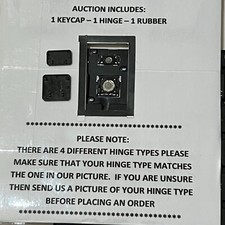 AUCTION INCLUDES:
1 KEYCAP – 1 HINGE – 1 RUBBER
PLEASE NOTE:
THERE ARE 4 DIFFERENT HINGE TYPES PLEASE
MAKE SURE THAT YOUR HINGE TYPE MATCHES
THE ONE IN OUR PICTURE. IF YOU ARE UNSURE
THEN SEND US A PICTURE OF YOUR HINGE TYPE
BEFORE PLACING AN ORDER